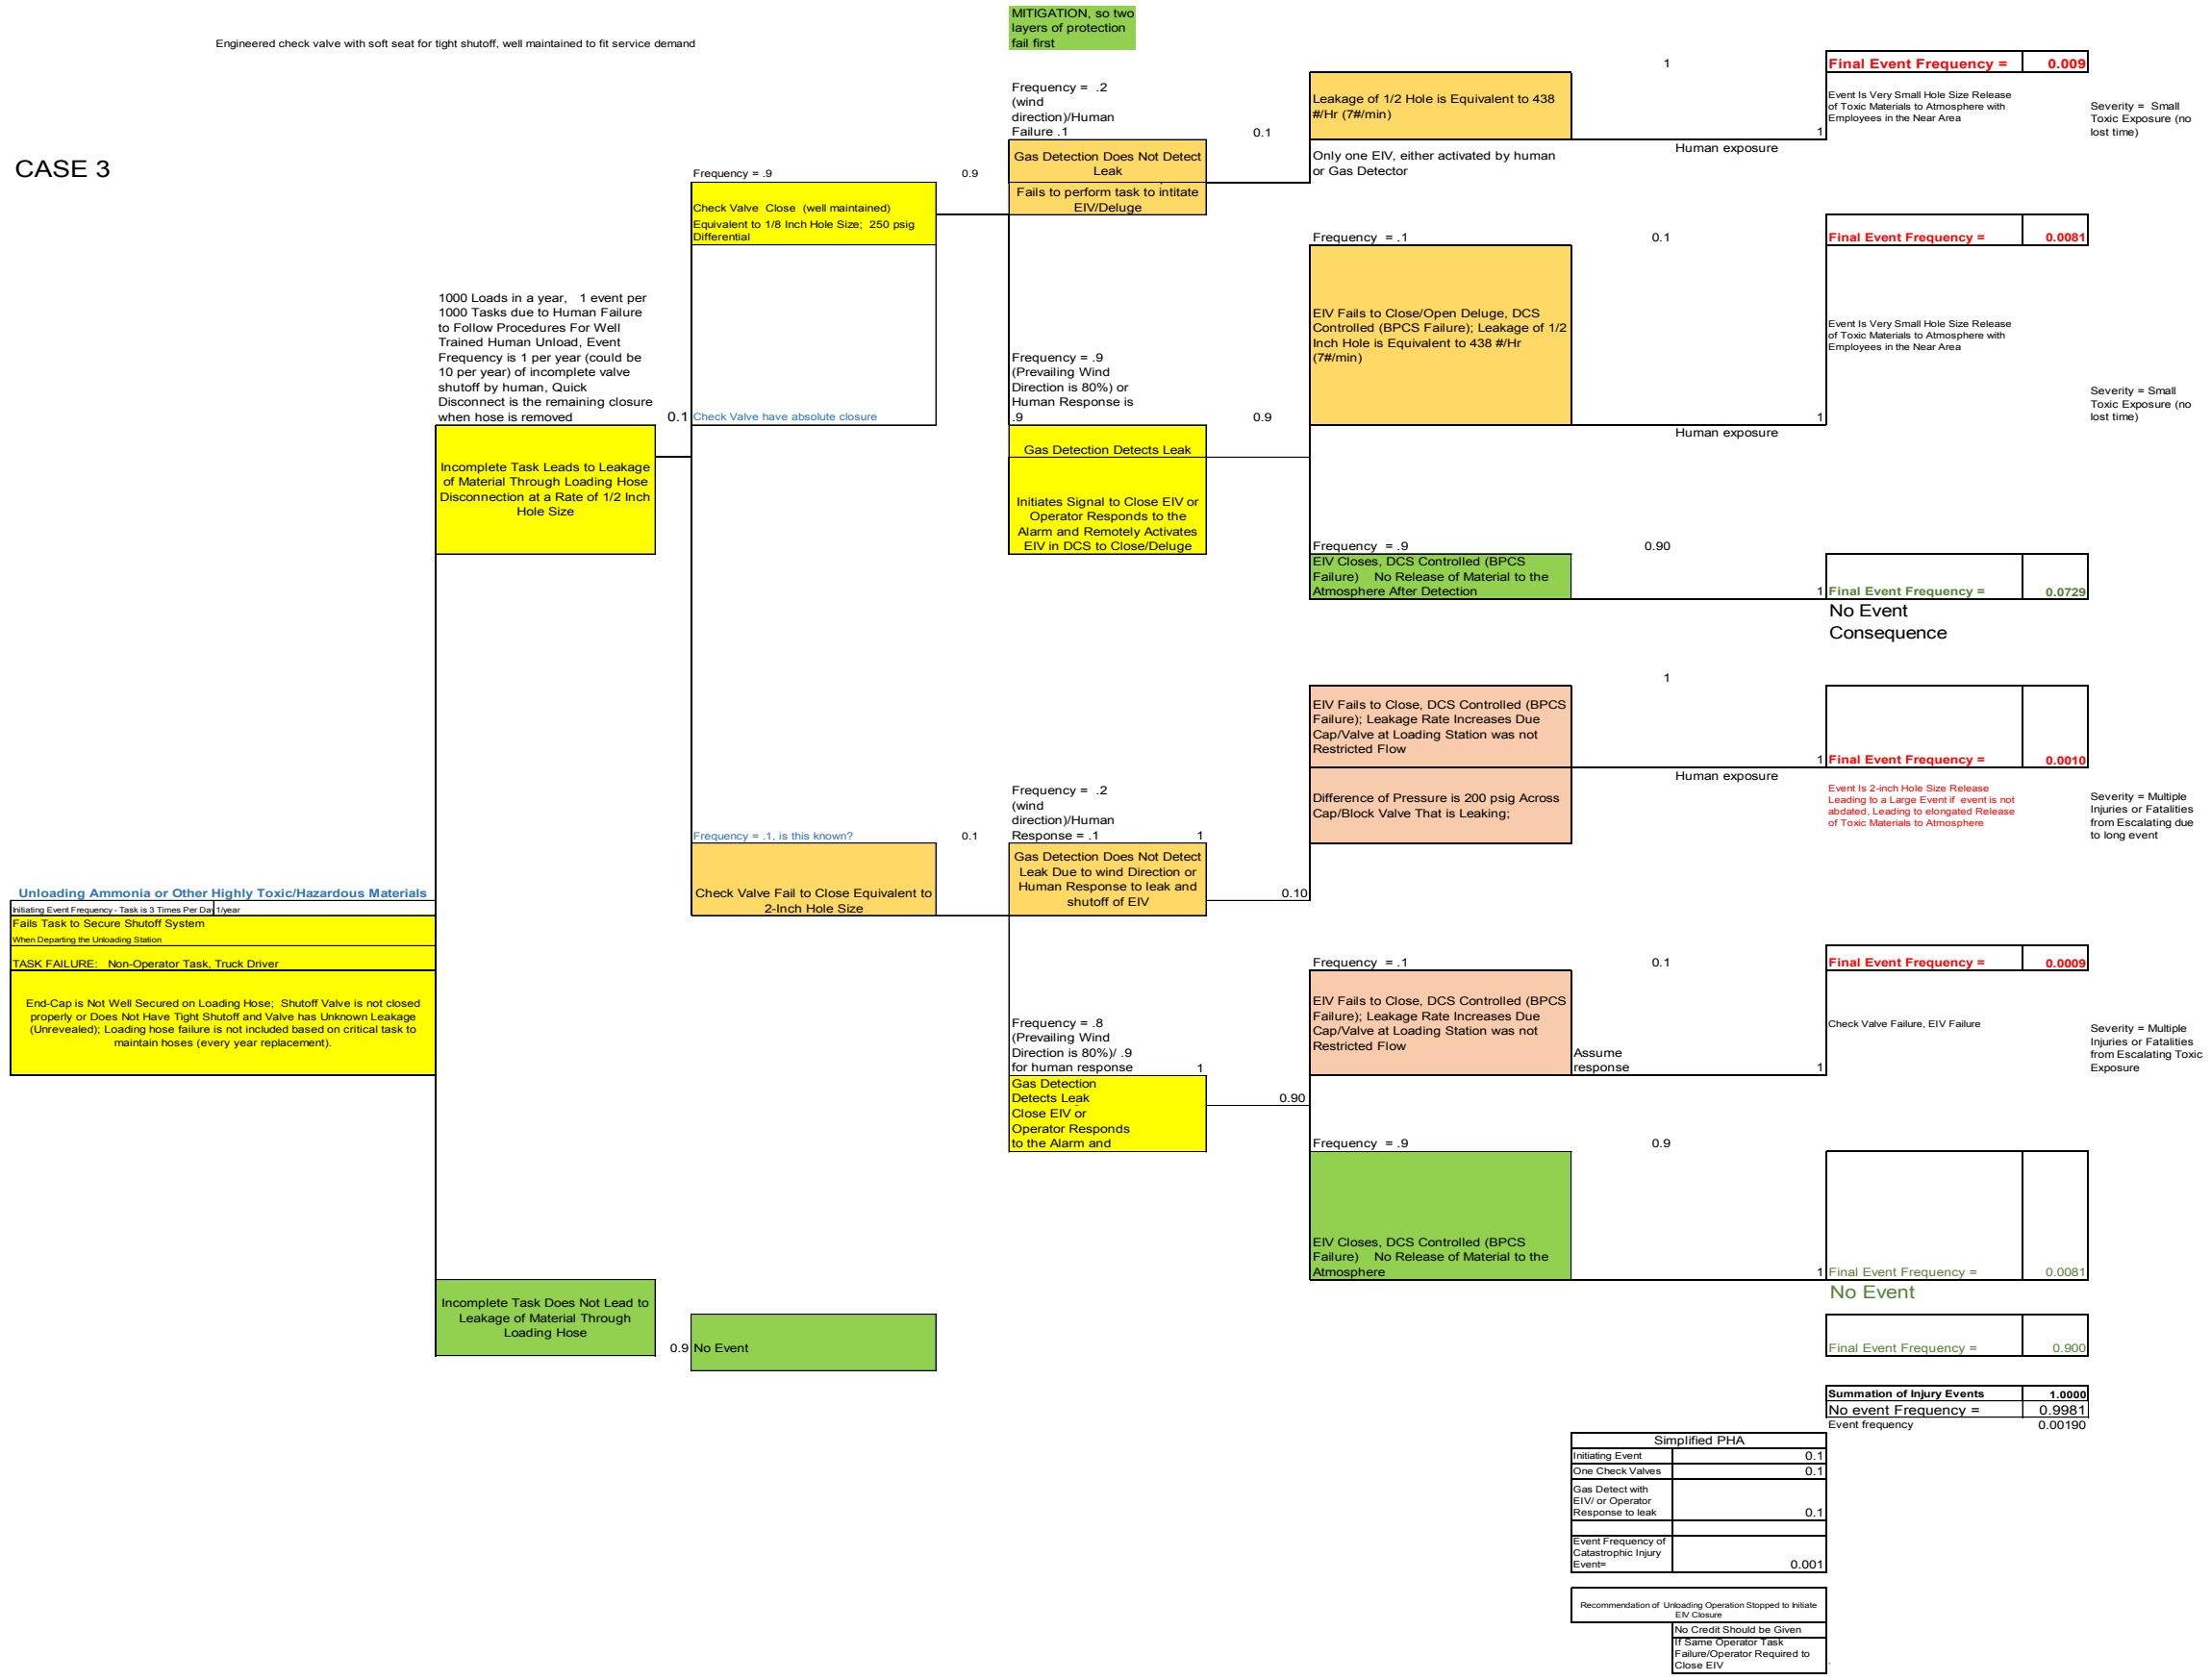 MITIGATION, so two
layers of protection
fail first
Engineered check valve with soft seat for tight shutoff, well maintained to fit service demand
CASE 3
1
Final Event Frequency = 0.009
Frequency = .2
(wind
direction)/Human
Failure .1
0.1
Leakage of 1/2 Hole is Equivalent to 438
#/Hr (7#/min)
Event Is Very Small Hole Size Release
of Toxic Materials to Atmosphere with
Employees in the Near Area
1
Severity = Small
Toxic Exposure (no
lost time)
Human exposure
Only one EIV, either activated by human
or Gas Detector
Gas Detection Does Not Detect
Leak
Fails to perform task to intitate
EIV/Deluge
Frequency = .9
0.9
Check Valve Close (well maintained)
Equivalent to 1/8 Inch Hole Size; 250 psig
Differential
Frequency = .1
0.1
Final Event Frequency = 0.0081
EIV Fails to Close/Open Deluge, DCS
Controlled (BPCS Failure); Leakage of 1/2
Inch Hole is Equivalent to 438 #/Hr
(7#/min)
Event Is Very Small Hole Size Release
of Toxic Materials to Atmosphere with
Employees in the Near Area
Severity = Small
Toxic Exposure (no
lost time)
1
Human exposure
1000 Loads in a year, 1 event per
1000 Tasks due to Human Failure
to Follow Procedures For Well
Trained Human Unload, Event
Frequency is 1 per year (could be
10 per year) of incomplete valve
shutoff by human, Quick
Disconnect is the remaining closure
when hose is removed
0.1
Check Valve have absolute closure
Frequency = .9
(Prevailing Wind
Direction is 80%) or
Human Response is
.9
0.9
Gas Detection Detects Leak
Initiates Signal to Close EIV or
Operator Responds to the
Alarm and Remotely Activates
EIV in DCS to Close/Deluge
Incomplete Task Leads to Leakage
of Material Through Loading Hose
Disconnection at a Rate of 1/2 Inch
Hole Size
Frequency = .9
0.90
EIV Closes, DCS Controlled (BPCS
Failure) No Release of Material to the
Atmosphere After Detection
1
Final Event Frequency = 0.0729
No Event
Consequence
1
EIV Fails to Close, DCS Controlled (BPCS
Failure); Leakage Rate Increases Due
Cap/Valve at Loading Station was not
Restricted Flow
1
Final Event Frequency = 0.0010
Human exposure
Difference of Pressure is 200 psig Across
Cap/Block Valve That is Leaking;
Event Is 2-inch Hole Size Release
Leading to a Large Event if event is not
abdated, Leading to elongated Release
of Toxic Materials to Atmosphere
Severity = Multiple
Injuries or Fatalities
from Escalating due
to long event
Frequency = .2
(wind
direction)/Human
Response = .1
1
Gas Detection Does Not Detect
Leak Due to wind Direction or
Human Response to leak and
shutoff of EIV
0.10
Frequency = .1, is this known?
0.1
Check Valve Fail to Close Equivalent to
2-Inch Hole Size
Unloading Ammonia or Other Highly Toxic/Hazardous Materials
Initiating Event Frequency - Task is 3 Times Per Day 1/year
Fails Task to Secure Shutoff System
When Departing the Unloading Station
TASK FAILURE: Non-Operator Task, Truck Driver
End-Cap is Not Well Secured on Loading Hose; Shutoff Valve is not closed
properly or Does Not Have Tight Shutoff and Valve has Unknown Leakage
(Unrevealed); Loading hose failure is not included based on critical task to
maintain hoses (every year replacement).
Frequency = .1
0.1
Final Event Frequency = 0.0009
EIV Fails to Close, DCS Controlled (BPCS
Failure); Leakage Rate Increases Due
Cap/Valve at Loading Station was not
Restricted Flow
Assume
response
1
Check Valve Failure, EIV Failure
Severity = Multiple
Injuries or Fatalities
from Escalating Toxic
Exposure
Frequency = .8
(Prevailing Wind
Direction is 80%)/ .9
for human response
1
Gas Detection
Detects Leak
Close EIV or
Operator Responds
to the Alarm and
0.90
Frequency = .9
0.9
EIV Closes, DCS Controlled (BPCS
Failure) No Release of Material to the
Atmosphere
1
Final Event Frequency = 0.0081
No Event
Incomplete Task Does Not Lead to
Leakage of Material Through
Loading Hose
0.9
No Event
Final Event Frequency = 0.900
Summation of Injury Events 1.0000
No event Frequency = 0.9981
Event frequency 0.00190
Simplified PHA
Initiating Event 0.1
One Check Valves 0.1
Gas Detect with
EIV/ or Operator
Response to leak 0.1
Event Frequency of
Catastrophic Injury
Event= 0.001
Recommendation of Unloading Operation Stopped to Initiate
EIV Closure
No Credit Should be Given
If Same Operator Task
Failure/Operator Required to
Close EIV